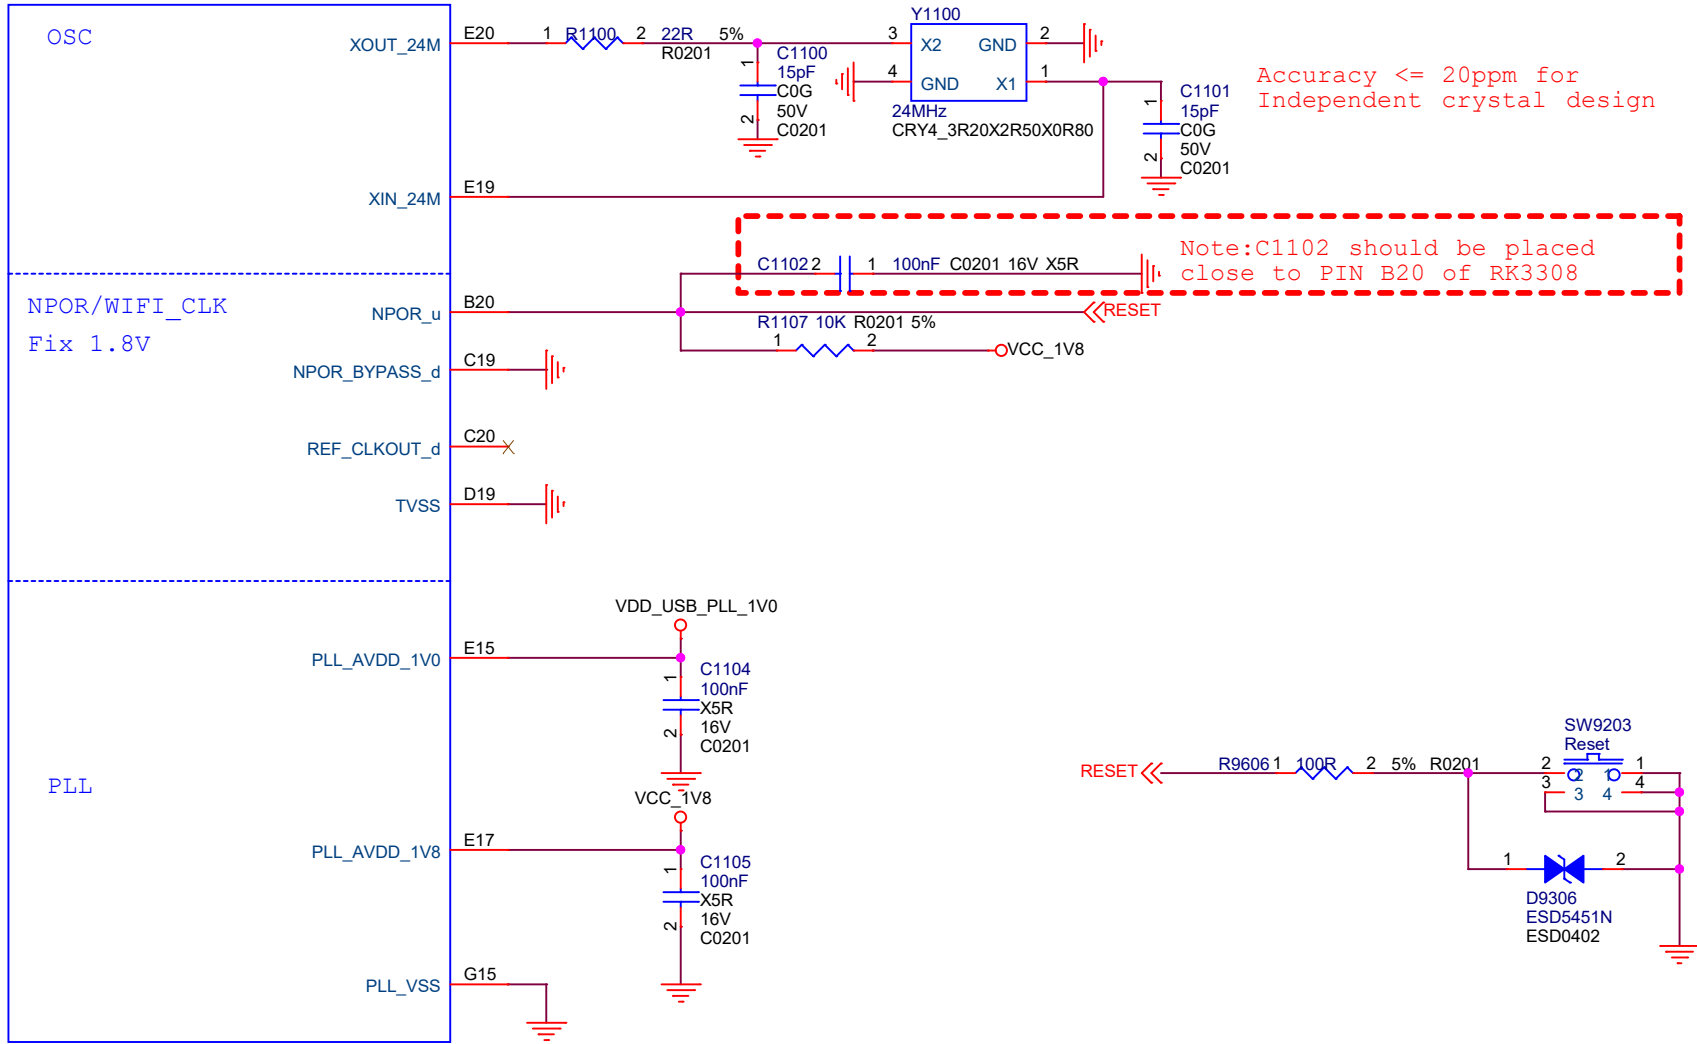 OSC
XOUT_24M
E20
1
R1100
2
22R
5%
R0201
1
C1100
15pF
C0G
50V
2
C0201
Y1100
3
X2
GND
2
4
GND
X1
1
24MHz
CRY4_3R20X2R50X0R80
1
C1101
15pF
C0G
50V
2
C0201
Accuracy <= 20ppm for
Independent crystal design
XIN_24M
E19
C1102
2
1
100nF
C0201
16V
X5R
Note:C1102 should be placed
close to PIN B20 of RK3308
NPOR/WIFI_CLK
Fix 1.8V
NPOR_u
B20
RESET
R1107
10K
R0201
5%
1
2
VCC_1V8
NPOR_BYPASS_d
C19
REF_CLKOUT_d
C20
TVSS
D19
VDD_USB_PLL_1V0
PLL_AVDD_1V0
E15
1
C1104
100nF
X5R
16V
2
C0201
PLL
VCC_1V8
PLL_AVDD_1V8
E17
1
C1105
100nF
X5R
16V
2
C0201
PLL_VSS
G15
SW9203
Reset
RESET
R9606
1
100R
2
5%
R0201
2
2
1
1
3
3
4
4
1
2
D9306
ESD5451N
ESD0402